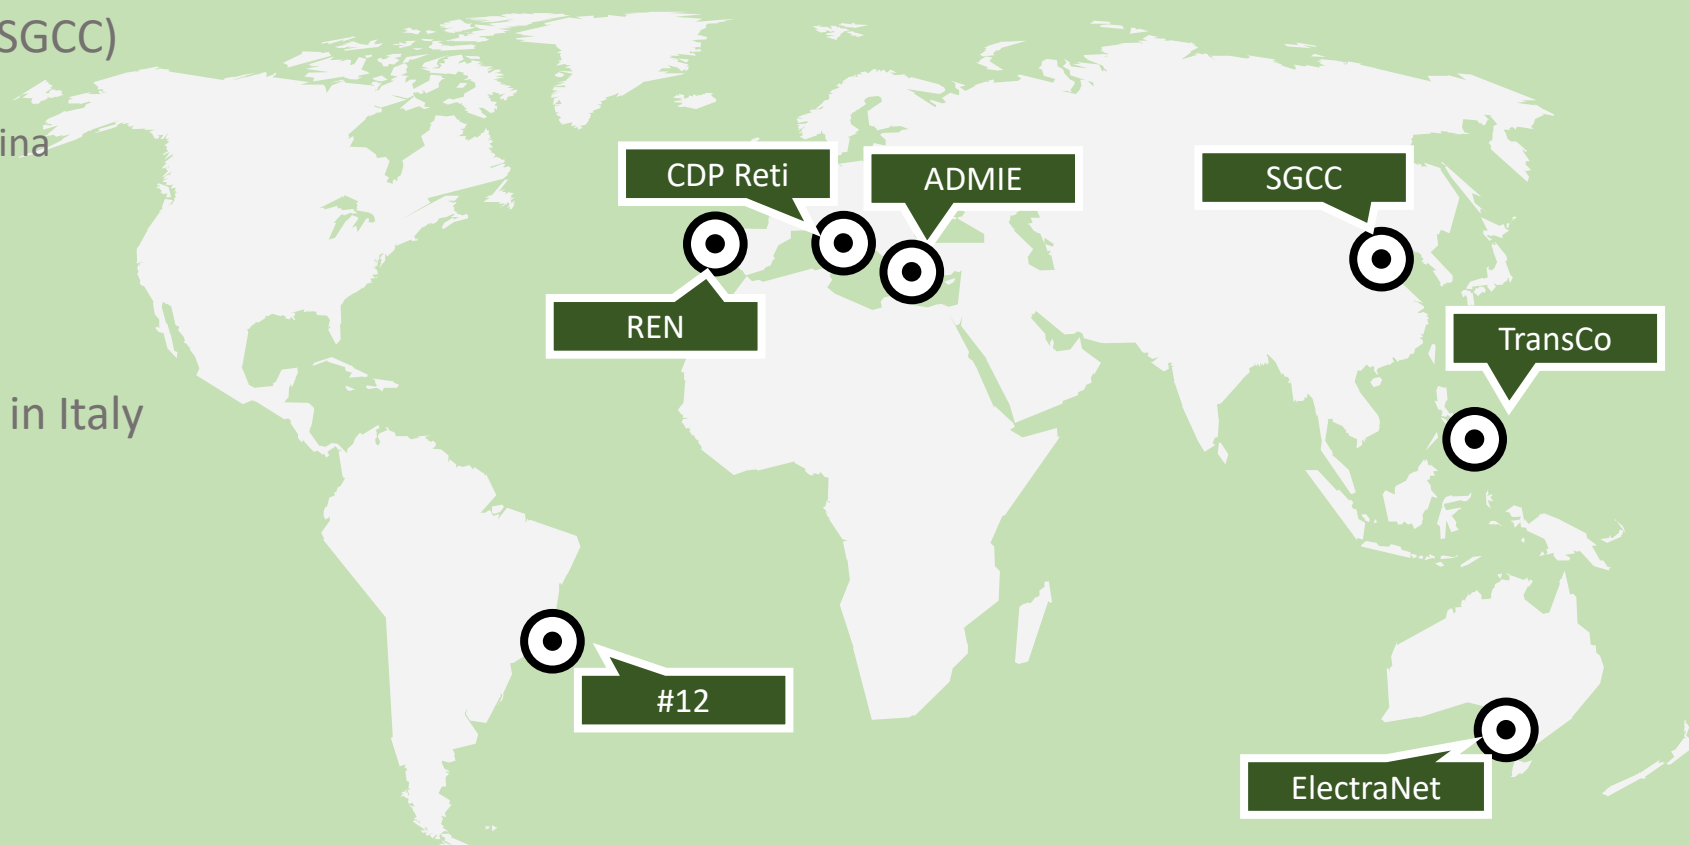 SGCC)
ina
CDP Reti
ADMIE
SGCC
REN
TransCo
in Italy
#12
ElectraNet